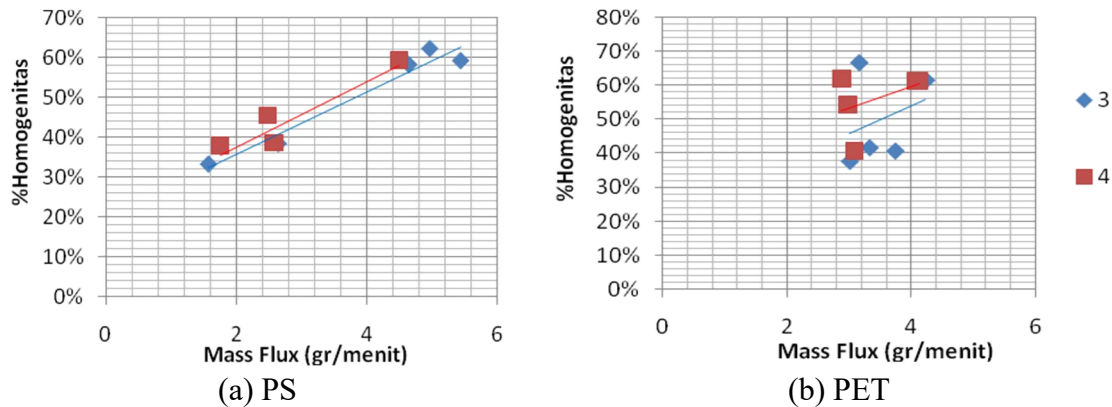 %Homogenitas
70%
60%
50%
40%
30%
20%
10%
0%
0 2 4 6
Mass Flux (gr/menit)
(a) PS
%Homogenitas
80%
70%
60%
50%
40%
30%
20%
10%
0%
0 2 4 6
Mass Flux (gr/menit)
(b) PET
3
4